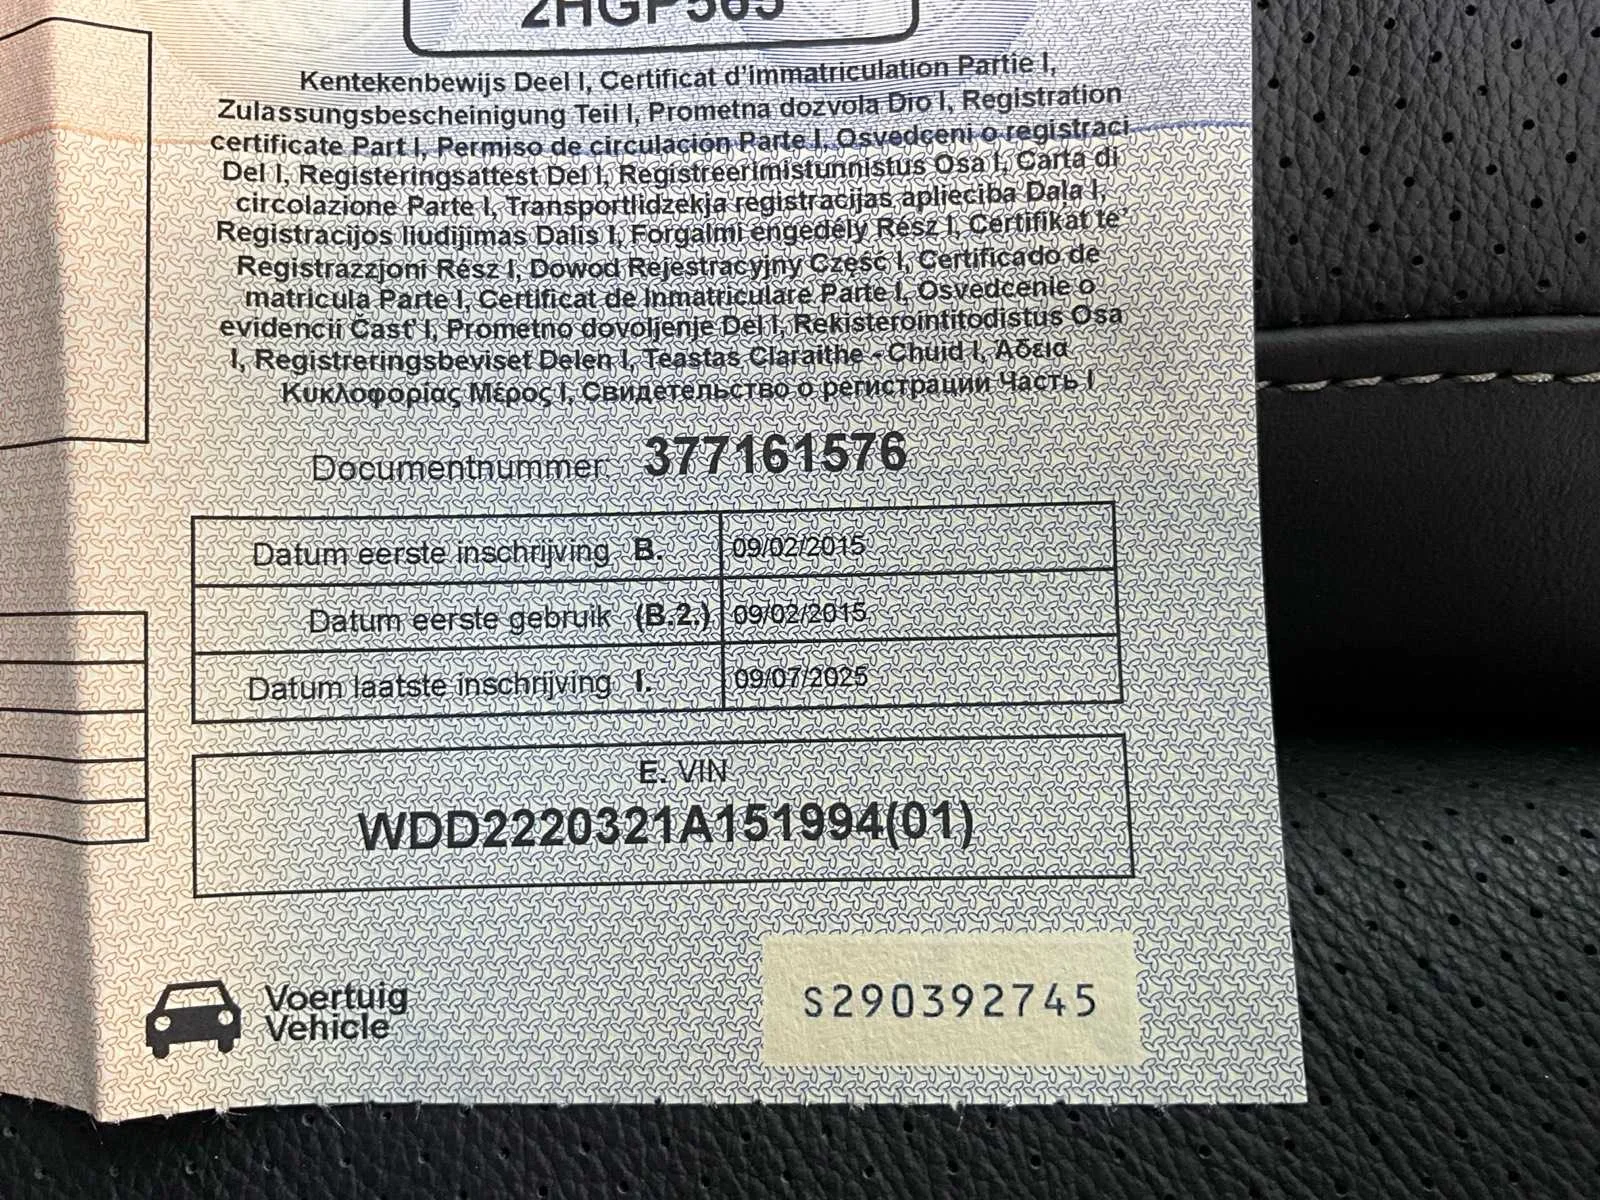 2HGP565
Kentekenbewijs Deel I, Certificat d'immatriculation Partie I,
Zulassungsbescheinigung Teil I, Prometna dozvola Dio I, Registration
certificate Part I, Permiso de circulación Parte I, Osvedceni o registraci
Del I, Registeringsattest Del I, Registreerimistunnistus Osa I, Carta di
circolazione Parte I, Transportlidzekja registracijas aplieciba Daļa I,
Registracijos liudijimas Dalis I, Forgalmi engedély Rész I, Certifikat te'
Registrazzjoni Rész I, Dowod Rejestracyjny Część I, Certificado de
matricula Parte I, Certificat de Inmatriculare Parte I, Osvedcenie o
evidencii Časť I, Prometno dovoljenje Del I, Rekisterointitodistus Osa
I, Registreringsbeviset Delen I, Teastas Claraithe - Chuid I, Άδεια
Κυκλοφορίας Μέρος I, Свидетельство о регистрации Часть I
Documentnummer: 377161576
Datum eerste inschrijving B. 09/02/2015
Datum eerste gebruik (B.2.) 09/02/2015
Datum laatste inschrijving I. 09/07/2025
E. VIN
WDD2220321A151994(01)
Voertuig
Vehicle
S290392745